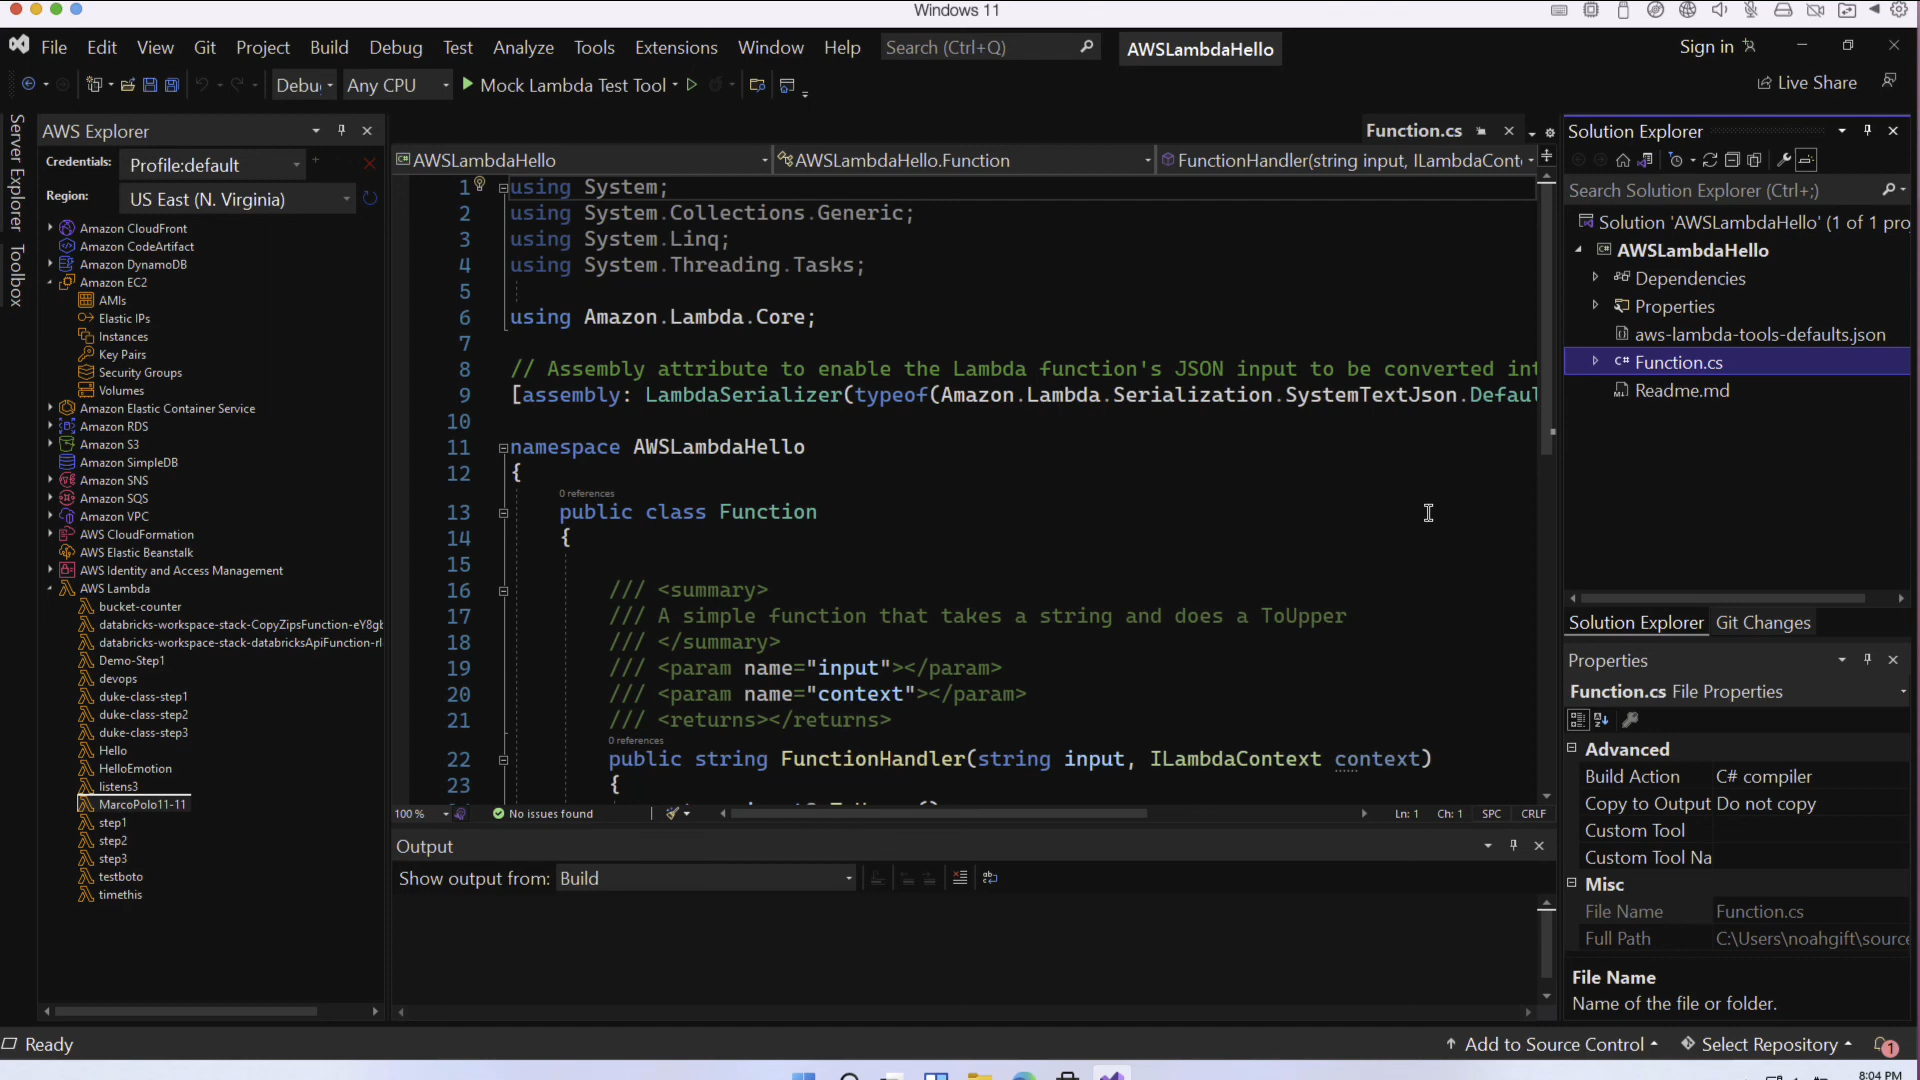 Windows 11
File Edit View Git Project Build Debug Test Analyze Tools Extensions Window Help Search (Ctrl+Q) AWSLambdaHello Sign in
Any CPU Mock Lambda Test Tool Live Share
Server Explorer
Toolbox
AWS Explorer
Credentials: Profile:default
Region: US East (N. Virginia)
Amazon CloudFront
Amazon CodeArtifact
Amazon DynamoDB
Amazon EC2
AMIs
Elastic IPs
Instances
Key Pairs
Security Groups
Volumes
Amazon Elastic Container Service
Amazon RDS
Amazon S3
Amazon SimpleDB
Amazon SNS
Amazon SQS
Amazon VPC
AWS CloudFormation
AWS Elastic Beanstalk
AWS Identity and Access Management
AWS Lambda
bucket-counter
databricks-workspace-stack-CopyZipsFunction-eY8gb
databricks-workspace-stack-databricksApiFunction-rl
Demo-Step1
devops
duke-class-step1
duke-class-step2
duke-class-step3
Hello
HelloEmotion
listens3
MarcoPolo11-11
step1
step2
step3
testboto
timethis
Function.cs
AWSLambdaHello AWSLambdaHello.Function FunctionHandler(string input, ILambdaCont
1 using System;
2 using System.Collections.Generic;
3 using System.Linq;
4 using System.Threading.Tasks;
5
6 using Amazon.Lambda.Core;
7
8 // Assembly attribute to enable the Lambda function's JSON input to be converted int
9 [assembly: LambdaSerializer(typeof(Amazon.Lambda.Serialization.SystemTextJson.Defaul
10
11 namespace AWSLambdaHello
12 {
0 references
13 public class Function
14 {
15
16 /// <summary>
17 /// A simple function that takes a string and does a ToUpper
18 /// </summary>
19 /// <param name="input"></param>
20 /// <param name="context"></param>
21 /// <returns></returns>
0 references
22 public string FunctionHandler(string input, ILambdaContext context)
23 {
100 % No issues found Ln: 1 Ch: 1 SPC CRLF
Output
Show output from: Build
Solution Explorer
Search Solution Explorer (Ctrl+;)
Solution 'AWSLambdaHello' (1 of 1 pro
AWSLambdaHello
Dependencies
Properties
aws-lambda-tools-defaults.json
C# Function.cs
Readme.md
Solution Explorer Git Changes
Properties
Function.cs File Properties
Advanced
Build Action C# compiler
Copy to Output Do not copy
Custom Tool
Custom Tool Na
Misc
File Name Function.cs
Full Path C:\Users\noahgift\source
File Name
Name of the file or folder.
Ready Add to Source Control Select Repository 1
8:04 PM